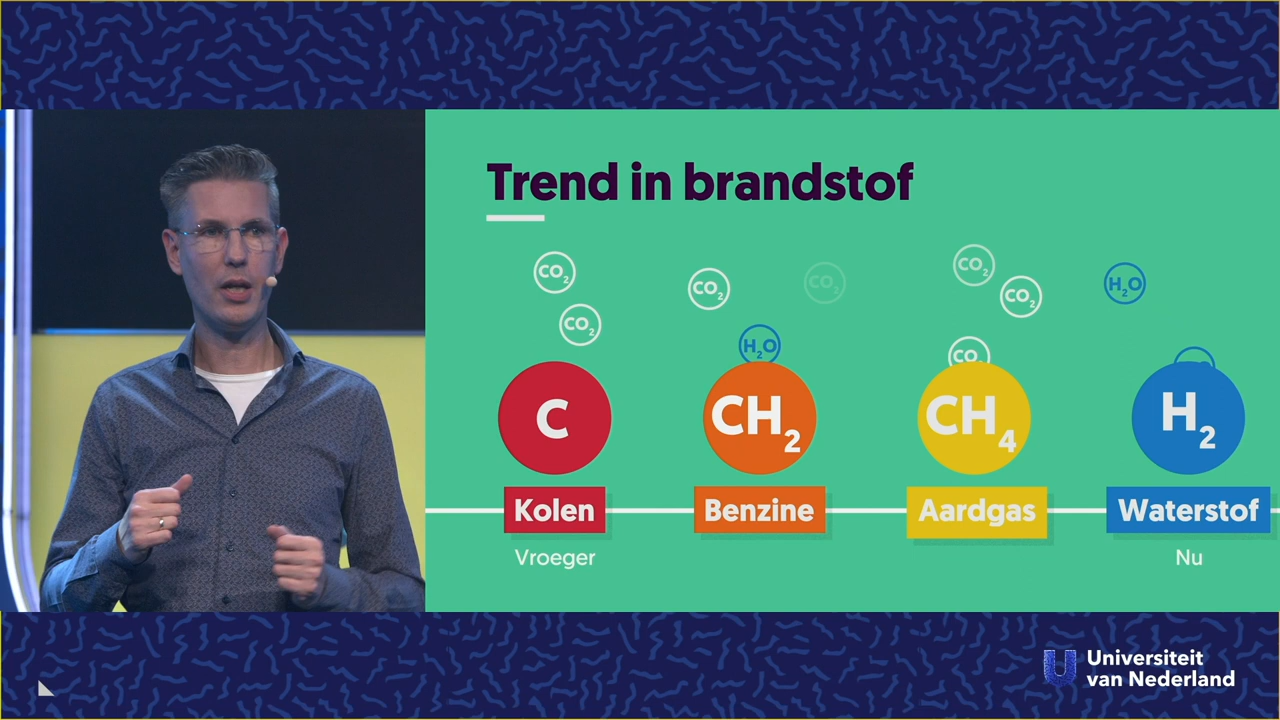 Trend in brandstof
CO₂
CO₂
CO₂
CO₂
CO₂
CO₂
H₂O
H₂O
CO
C
CH₂
CH₄
H₂
Kolen
Benzine
Aardgas
Waterstof
Vroeger
Nu
Universiteit
van Nederland